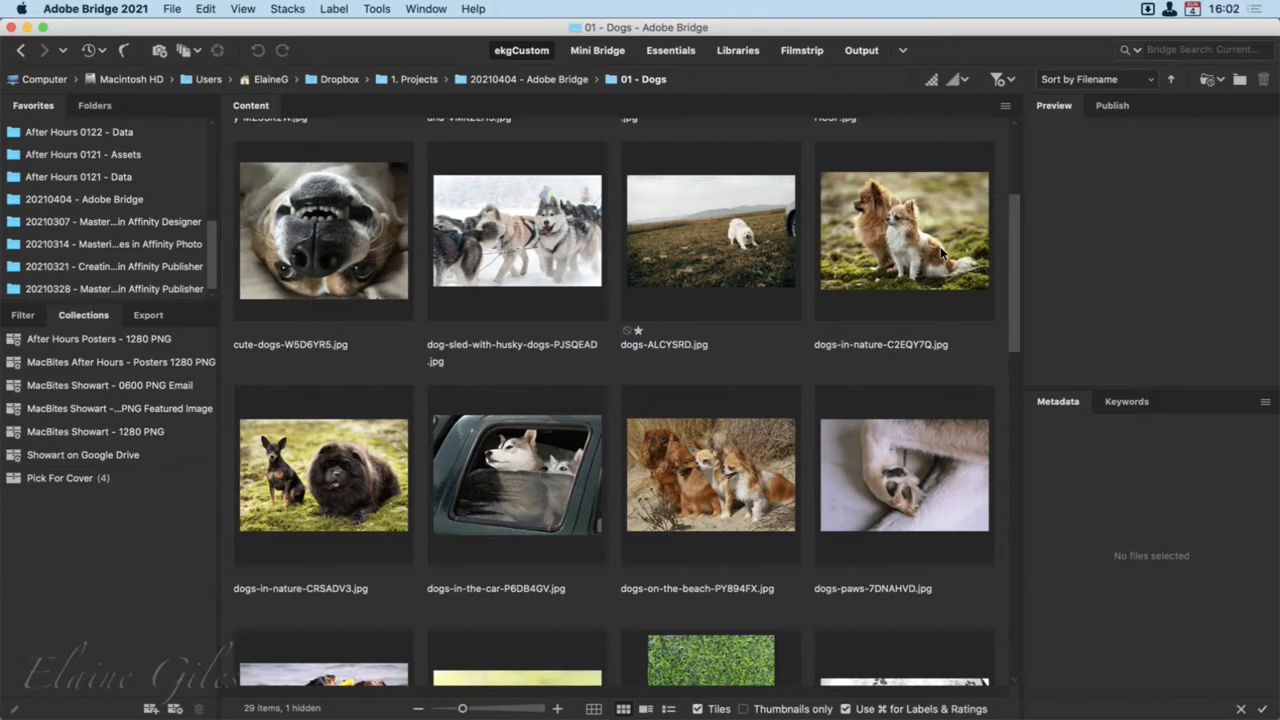 Adobe Bridge 2021 File Edit View Stacks Label Tools Window Help 4 16:02
01 - Dogs - Adobe Bridge
ekgCustom Mini Bridge Essentials Libraries Filmstrip Output Bridge Search: Current...
Computer Macintosh HD Users ElaineG Dropbox 1. Projects 20210404 - Adobe Bridge 01 - Dogs Sort by Filename
Favorites Folders Content Preview Publish
After Hours 0122 - Data
After Hours 0121 - Assets
After Hours 0121 - Data
20210404 - Adobe Bridge
20210307 - Master...in Affinity Designer
20210314 - Masteri...es in Affinity Photo
20210321 - Creatin...in Affinity Publisher
20210328 - Master...in Affinity Publisher
Filter Collections Export
After Hours Posters - 1280 PNG
MacBites After Hours - Posters 1280 PNG
MacBites Showart - 0600 PNG Email
MacBites Showart -...PNG Featured Image
MacBites Showart - 1280 PNG
Showart on Google Drive
Pick For Cover (4)
cute-dogs-W5D6YR5.jpg
dog-sled-with-husky-dogs-PJSQEAD
.jpg
dogs-ALCYSRD.jpg
dogs-in-nature-C2EQY7Q.jpg
dogs-in-nature-CRSADV3.jpg
dogs-in-the-car-P6DB4GV.jpg
dogs-on-the-beach-PY894FX.jpg
dogs-paws-7DNAHVD.jpg
Metadata Keywords
No files selected
Elaine Giles
29 items, 1 hidden Tiles Thumbnails only Use ⌘ for Labels & Ratings